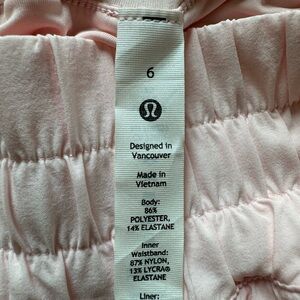 6
Designed in
Vancouver
Made in
Vietnam
Body:
86%
POLYESTER,
14% ELASTANE
Inner
Waistband:
87% NYLON,
13% LYCRA®
ELASTANE
Liner: